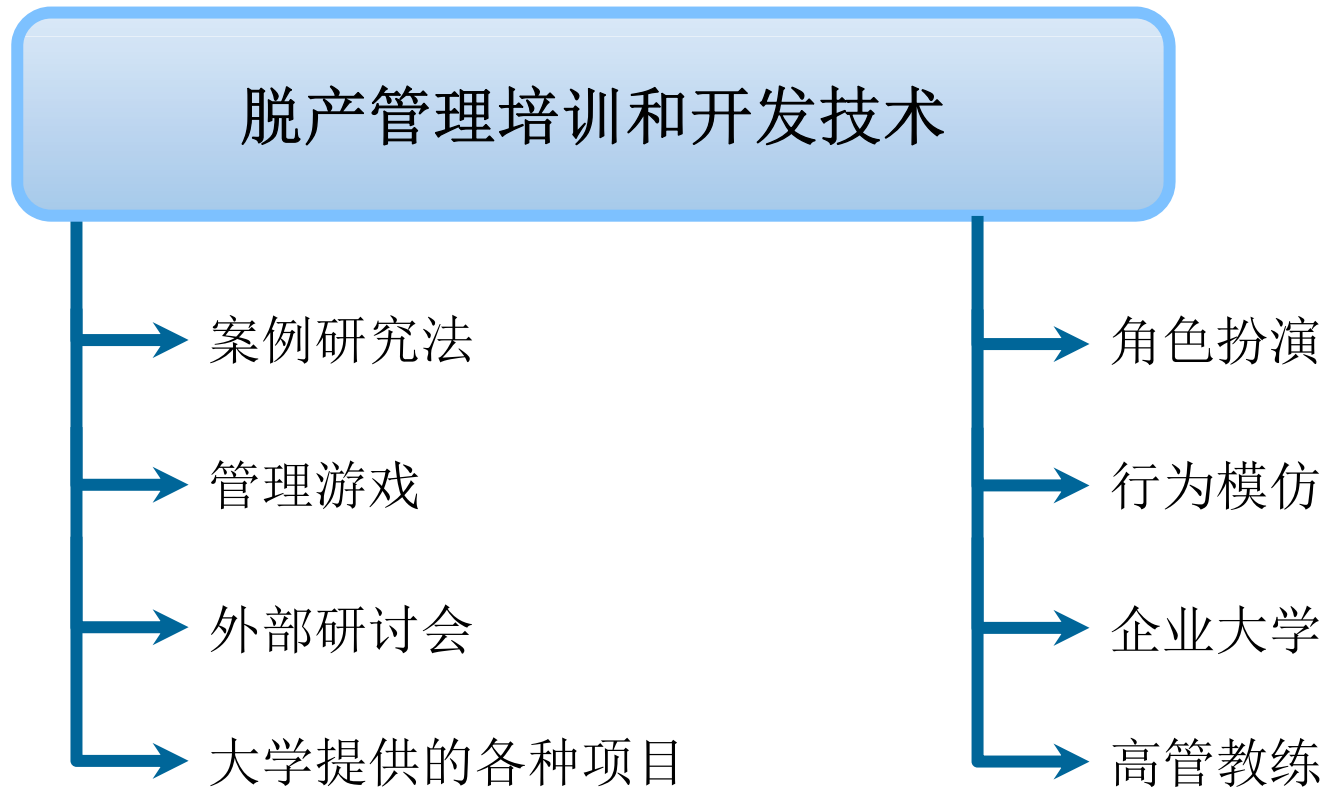 脱产管理培训和开发技术
案例研究法
管理游戏
外部研讨会
大学提供的各种项目
角色扮演
行为模仿
企业大学
高管教练